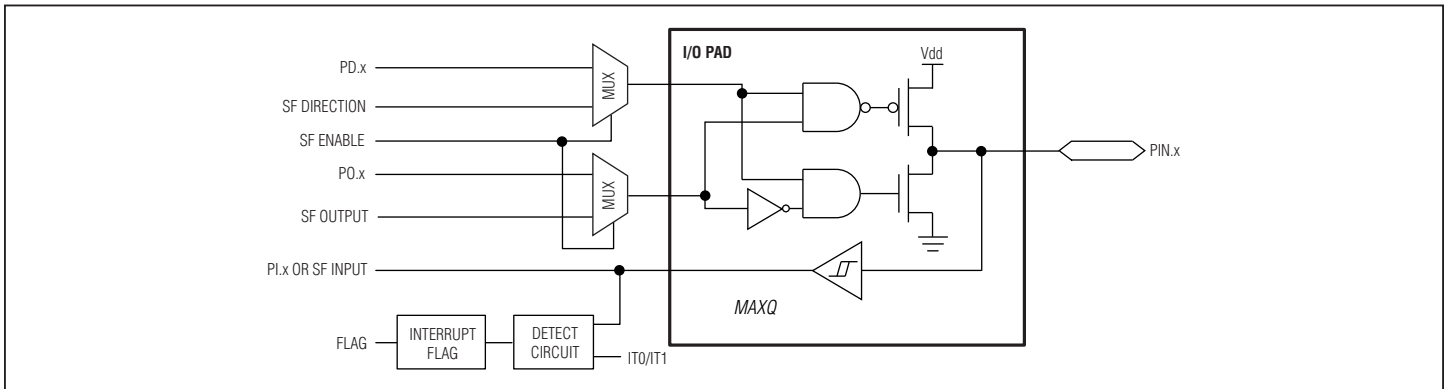 I/O PAD
Vdd
PD.x
MUX
SF DIRECTION
SF ENABLE
PO.x
MUX
SF OUTPUT
PIN.x
PI.x OR SF INPUT
MAXQ
FLAG
INTERRUPT
FLAG
DETECT
CIRCUIT
IT0/IT1